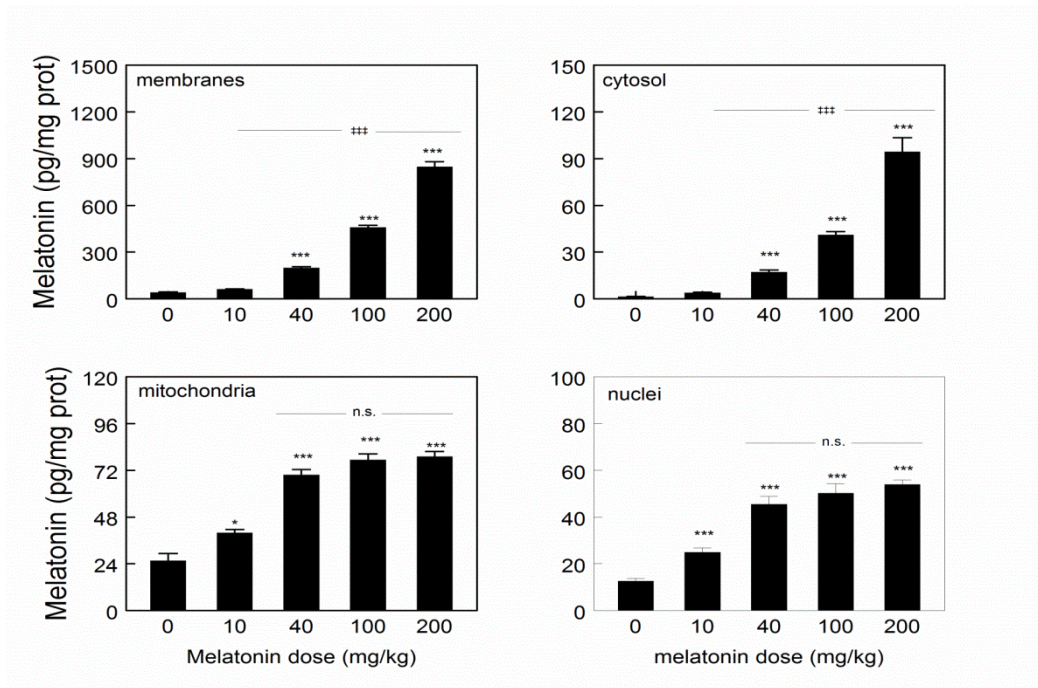 membranes
Melatonin (pg/mg prot)
1500
1200
900
600
300
0
‡‡‡
***
***
***
0 10 40 100 200
cytosol
150
120
90
60
30
0
‡‡‡
***
***
***
0 10 40 100 200
mitochondria
Melatonin (pg/mg prot)
120
96
72
48
24
0
n.s.
*
***
***
***
0 10 40 100 200
Melatonin dose (mg/kg)
nuclei
100
80
60
40
20
0
n.s.
***
***
***
***
0 10 40 100 200
melatonin dose (mg/kg)